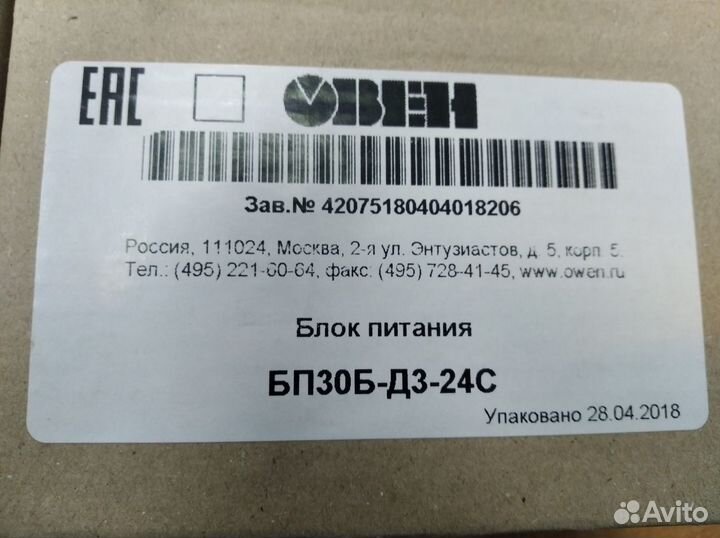 ЕАС ОВЕН
Зав.№ 42075180404018206
Россия, 111024, Москва, 2-я ул. Энтузиастов, д. 5, корп. 5.
Тел.: (495) 221-60-64, факс: (495) 728-41-45, www.owen.ru
Блок питания
БП30Б-Д3-24С
Упаковано 28.04.2018
Avito